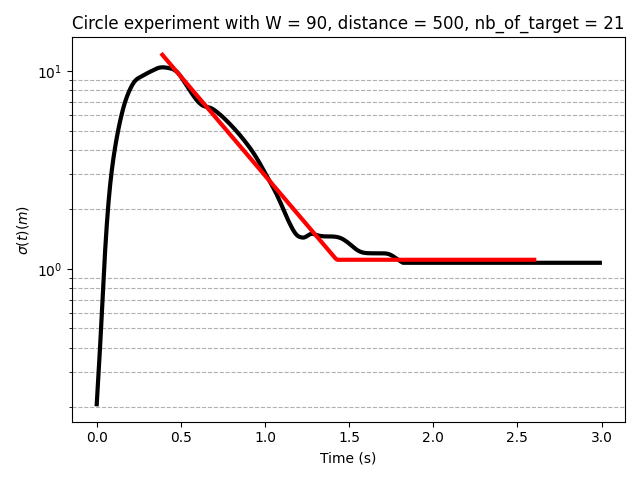 Circle experiment with W = 90, distance = 500, nb_of_target = 21
σ(t)(m)
10¹
10⁰
0.0 0.5 1.0 1.5 2.0 2.5 3.0
Time (s)